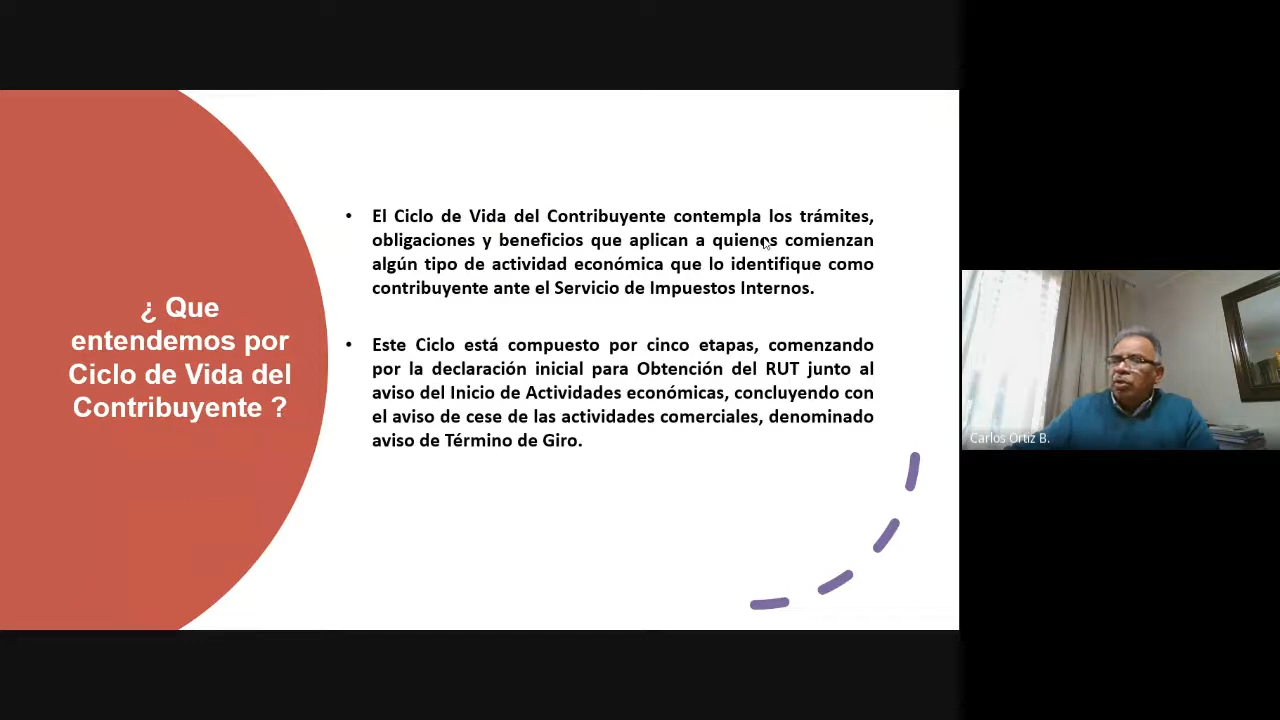 ¿ Que
entendemos por
Ciclo de Vida del
Contribuyente ?
• El Ciclo de Vida del Contribuyente contempla los trámites,
obligaciones y beneficios que aplican a quienes comienzan
algún tipo de actividad económica que lo identifique como
contribuyente ante el Servicio de Impuestos Internos.
• Este Ciclo está compuesto por cinco etapas, comenzando
por la declaración inicial para Obtención del RUT junto al
aviso del Inicio de Actividades económicas, concluyendo con
el aviso de cese de las actividades comerciales, denominado
aviso de Término de Giro.
Carlos Ortiz B.